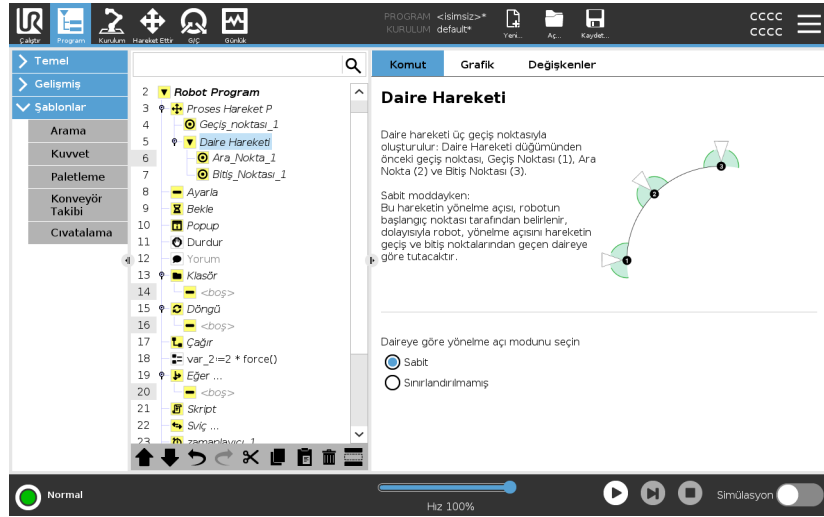 UR
Çalıştır
Program
Kurulum
Hareket Ettir
G/Ç
Günlük
PROGRAM <isimsiz>*
KURULUM default*
Yeni...
Aç...
Kaydet...
cccc
cccc
Temel
Gelişmiş
Şablonlar
Arama
Kuvvet
Paletleme
Konveyör
Takibi
Cıvatalama
2 Robot Program
3 Proses Hareket P
4 Geçiş_noktası_1
5 Daire Hareketi
6 Ara_Nokta_1
7 Bitiş_Noktası_1
8 Ayarla
9 Bekle
10 Popup
11 Durdur
12 Yorum
13 Klasör
14 <boş>
15 Döngü
16 <boş>
17 Çağır
18 var_2≔2 * force()
19 Eğer ...
20 <boş>
21 Skript
22 Sviç ...
23 zamanlayıcı_1
Komut
Grafik
Değişkenler
Daire Hareketi
Daire hareketi üç geçiş noktasıyla
oluşturulur: Daire Hareketi düğümünden
önceki geçiş noktası, Geçiş Noktası (1), Ara
Nokta (2) ve Bitiş Noktası (3).
Sabit moddayken:
Bu hareketin yönelme açısı, robotun
başlangıç noktası tarafından belirlenir,
dolayısıyla robot, yönelme açısını hareketin
geçiş ve bitiş noktalarından geçen daireye
göre tutacaktır.
3
2
1
Daireye göre yönelme açı modunu seçin
Sabit
Sınırlandırılmamış
Normal
Hız 100%
Simülasyon